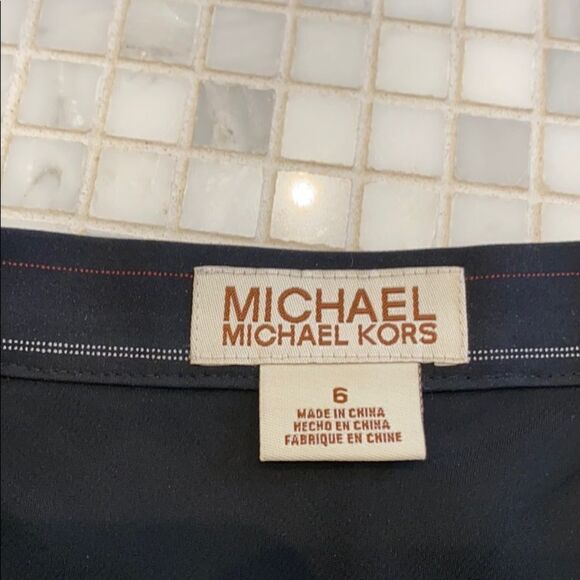 MICHAEL
MICHAEL KORS
6
MADE IN CHINA
HECHO EN CHINA
FABRIQUE EN CHINE